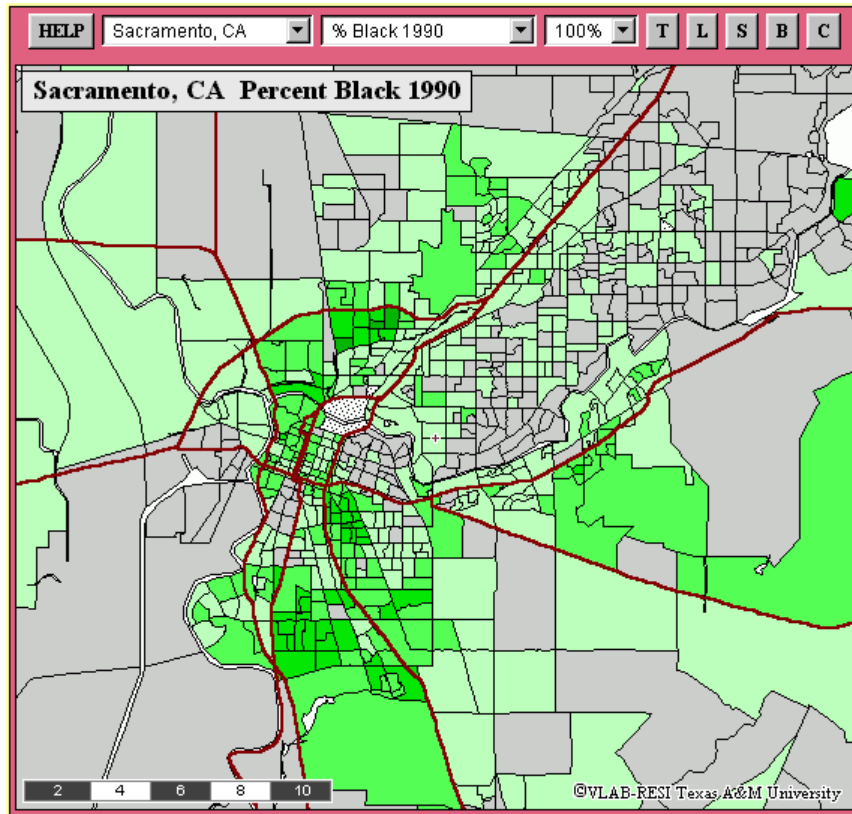 HELP Sacramento, CA % Black 1990 100% T L S B C
Sacramento, CA Percent Black 1990
2 4 6 8 10
©VLAB-RESI Texas A&M University